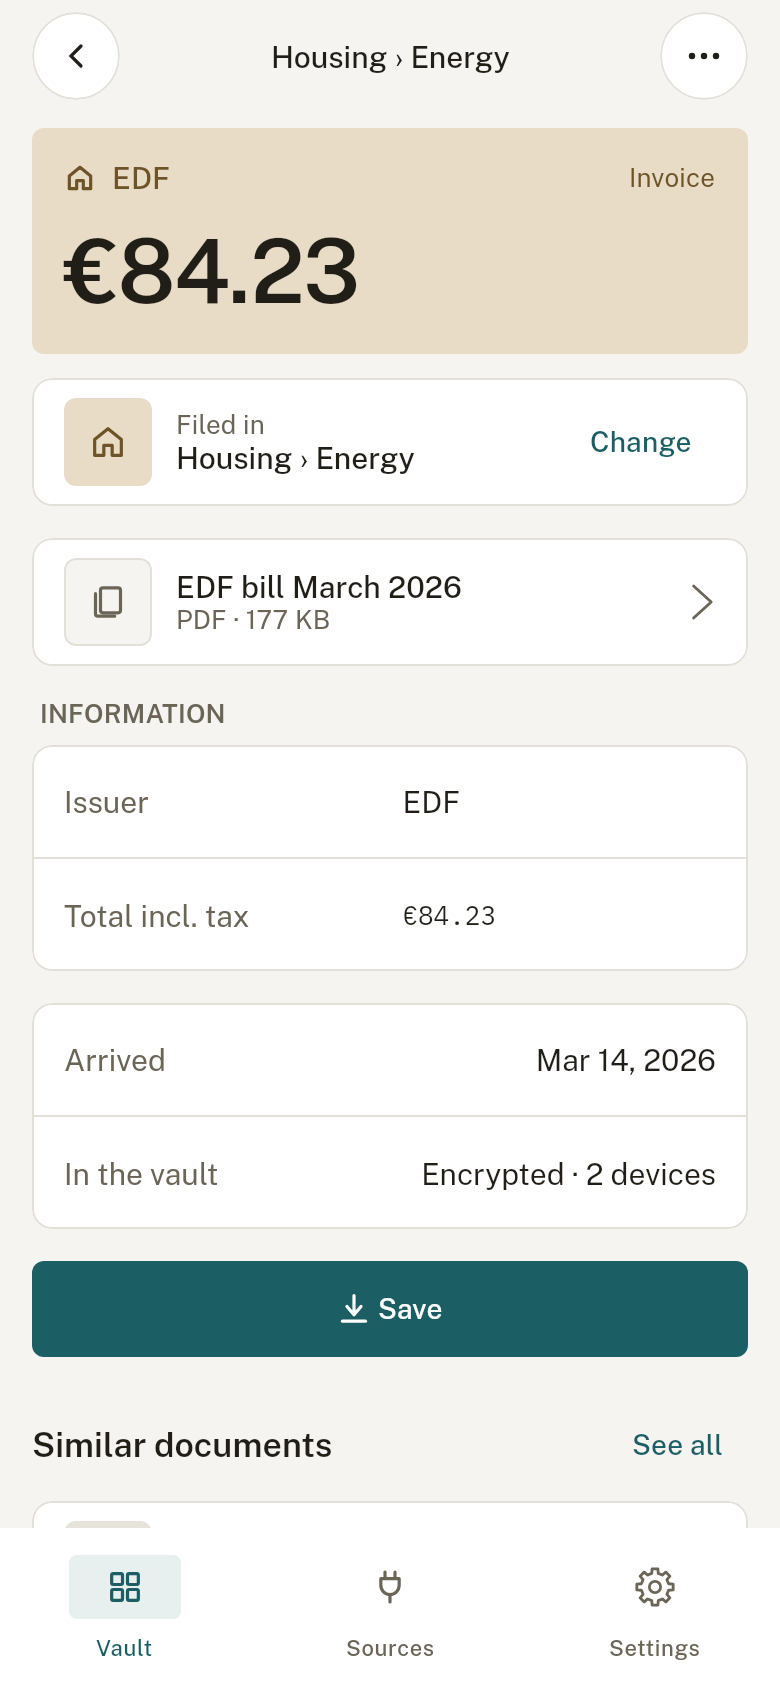 Housing › Energy
EDF
Invoice
€84.23
Filed in
Housing › Energy
Change
EDF bill March 2026
PDF · 177 KB
INFORMATION
Issuer
EDF
Total incl. tax
€84.23
Arrived
Mar 14, 2026
In the vault
Encrypted · 2 devices
Save
Similar documents
See all
Vault
Sources
Settings